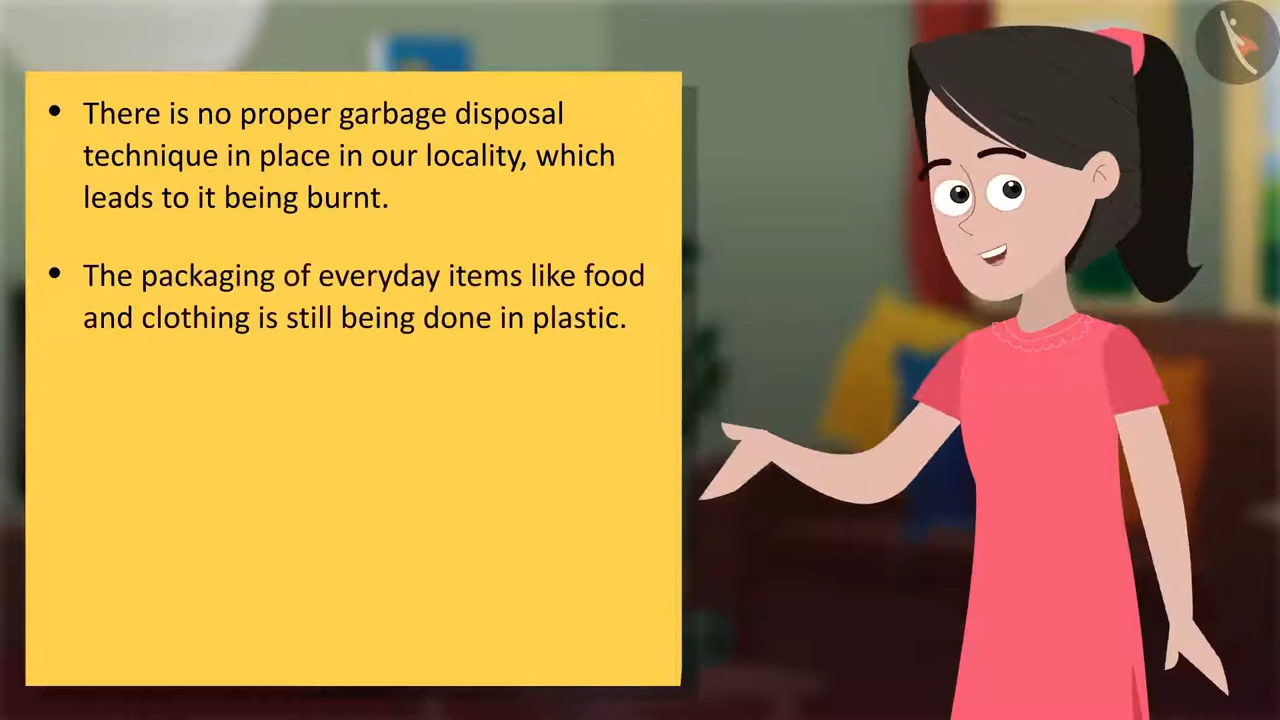 • There is no proper garbage disposal
technique in place in our locality, which
leads to it being burnt.
• The packaging of everyday items like food
and clothing is still being done in plastic.